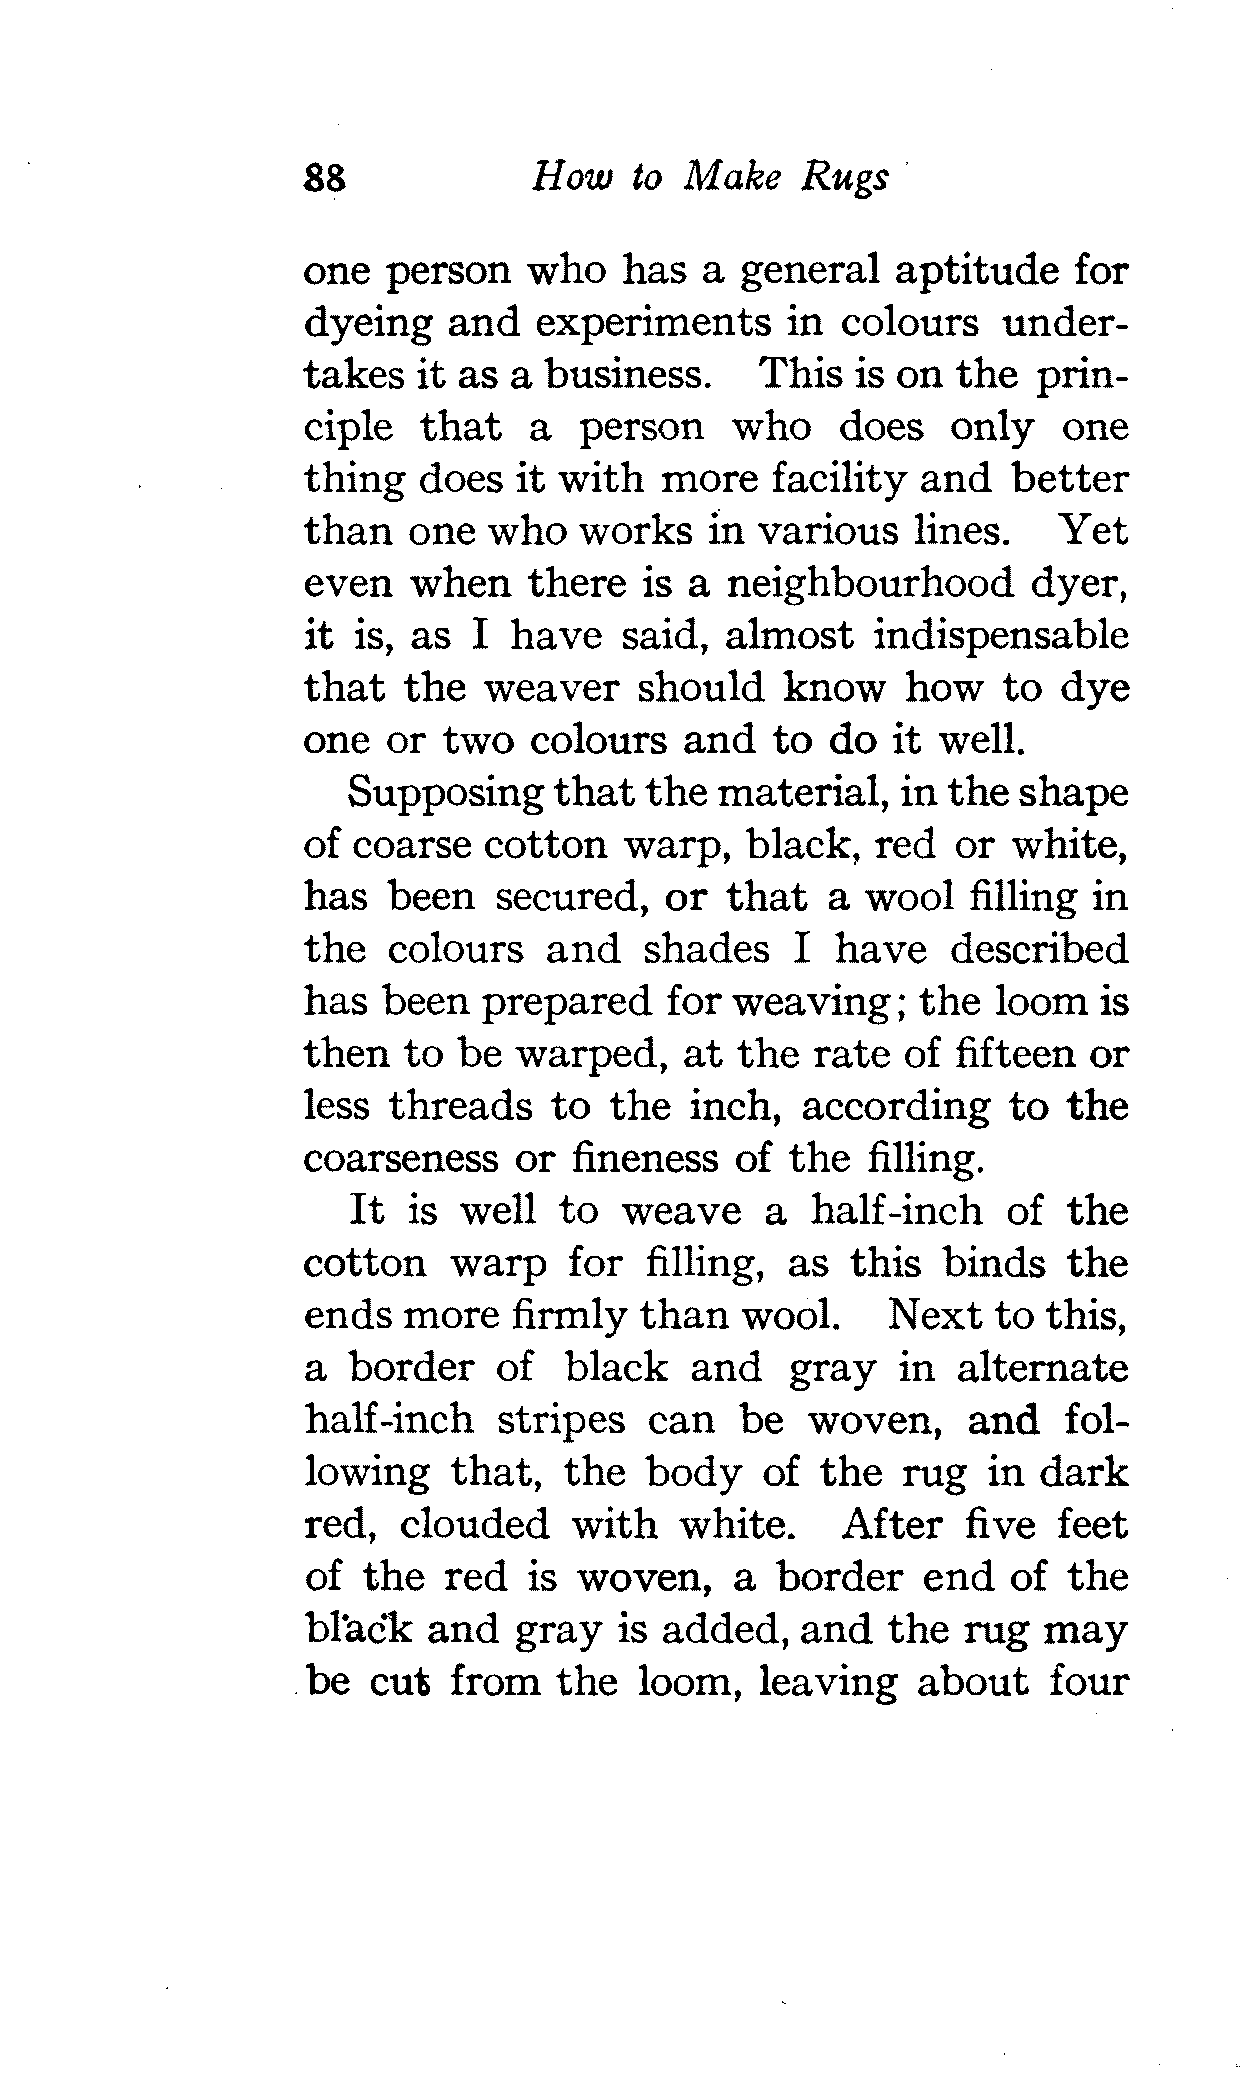 88 How to Make Rugs
one person who has a general aptitude for
dyeing and experiments in colours under-
takes it as a business. This is on the prin-
ciple that a person who does only one
thing does it with more facility and better
than one who works in various lines. Yet
even when there is a neighbourhood dyer,
it is, as I have said, almost indispensable
that the weaver should know how to dye
one or two colours and to do it well.
Supposing that the material, in the shape
of coarse cotton warp, black, red or white,
has been secured, or that a wool filling in
the colours and shades I have described
has been prepared for weaving; the loom is
then to be warped, at the rate of fifteen or
less threads to the inch, according to the
coarseness or fineness of the filling.
It is well to weave a half-inch of the
cotton warp for filling, as this binds the
ends more firmly than wool. Next to this,
a border of black and gray in alternate
half-inch stripes can be woven, and fol-
lowing that, the body of the rug in dark
red, clouded with white. After five feet
of the red is woven, a border end of the
black and gray is added, and the rug may
be cut from the loom, leaving about four